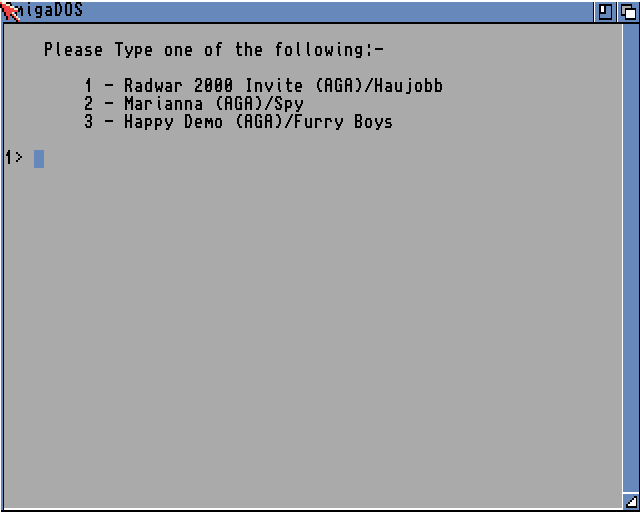 AmigaDOS
Please Type one of the following:-
1 - Radwar 2000 Invite (AGA)/Haujobb
2 - Marianna (AGA)/Spy
3 - Happy Demo (AGA)/Furry Boys
1>